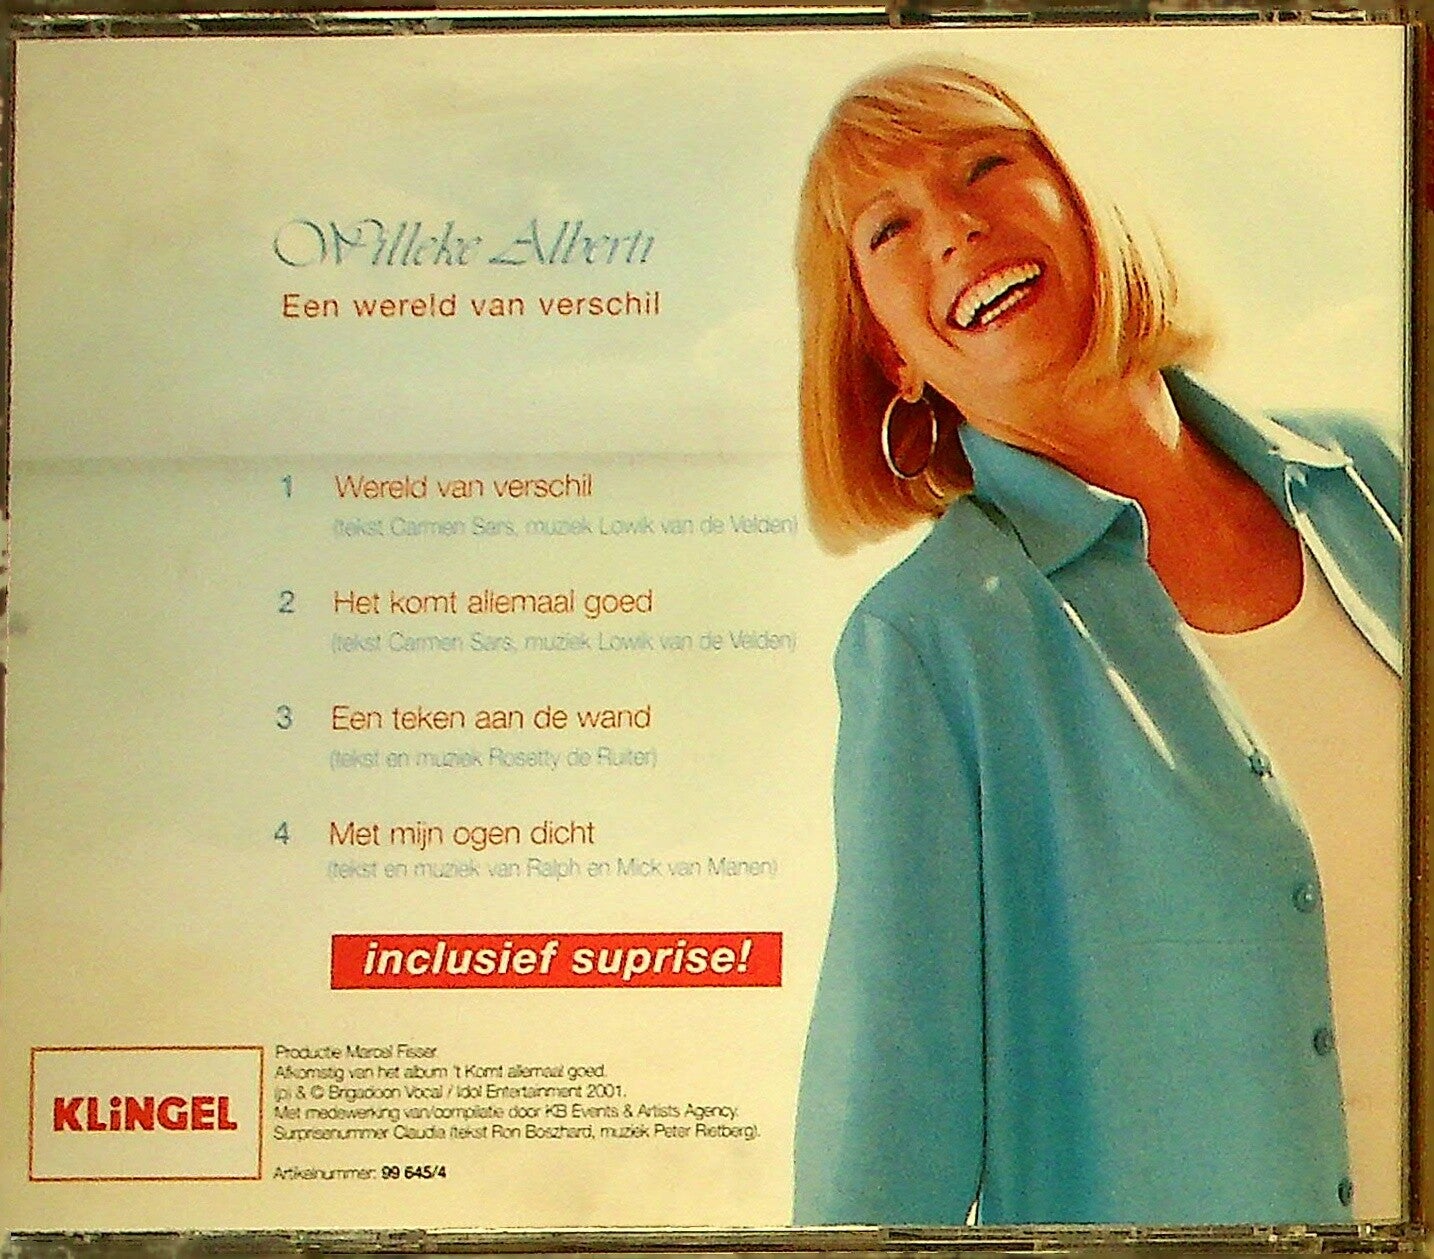 Willeke Alberti
Een wereld van verschil
1 Wereld van verschil
(tekst Carmen Sars, muziek Lowik van de Velden)
2 Het komt allemaal goed
(tekst Carmen Sars, muziek Lowik van de Velden)
3 Een teken aan de wand
(tekst en muziek Rosetty de Ruiter)
4 Met mijn ogen dicht
(tekst en muziek van Ralph en Mick van Manen)
inclusief suprise!
KLiNGEL
Productie Marcel Fisser.
Afkomstig van het album 't Komt allemaal goed.
(p) & © Brigadoon Vocal / Idol Entertainment 2001.
Met medewerking van/compilatie door KB Events & Artists Agency.
Surprisenummer Claudia (tekst Ron Boszhard, muziek Peter Rietberg).
Artikelnummer: 99 645/4